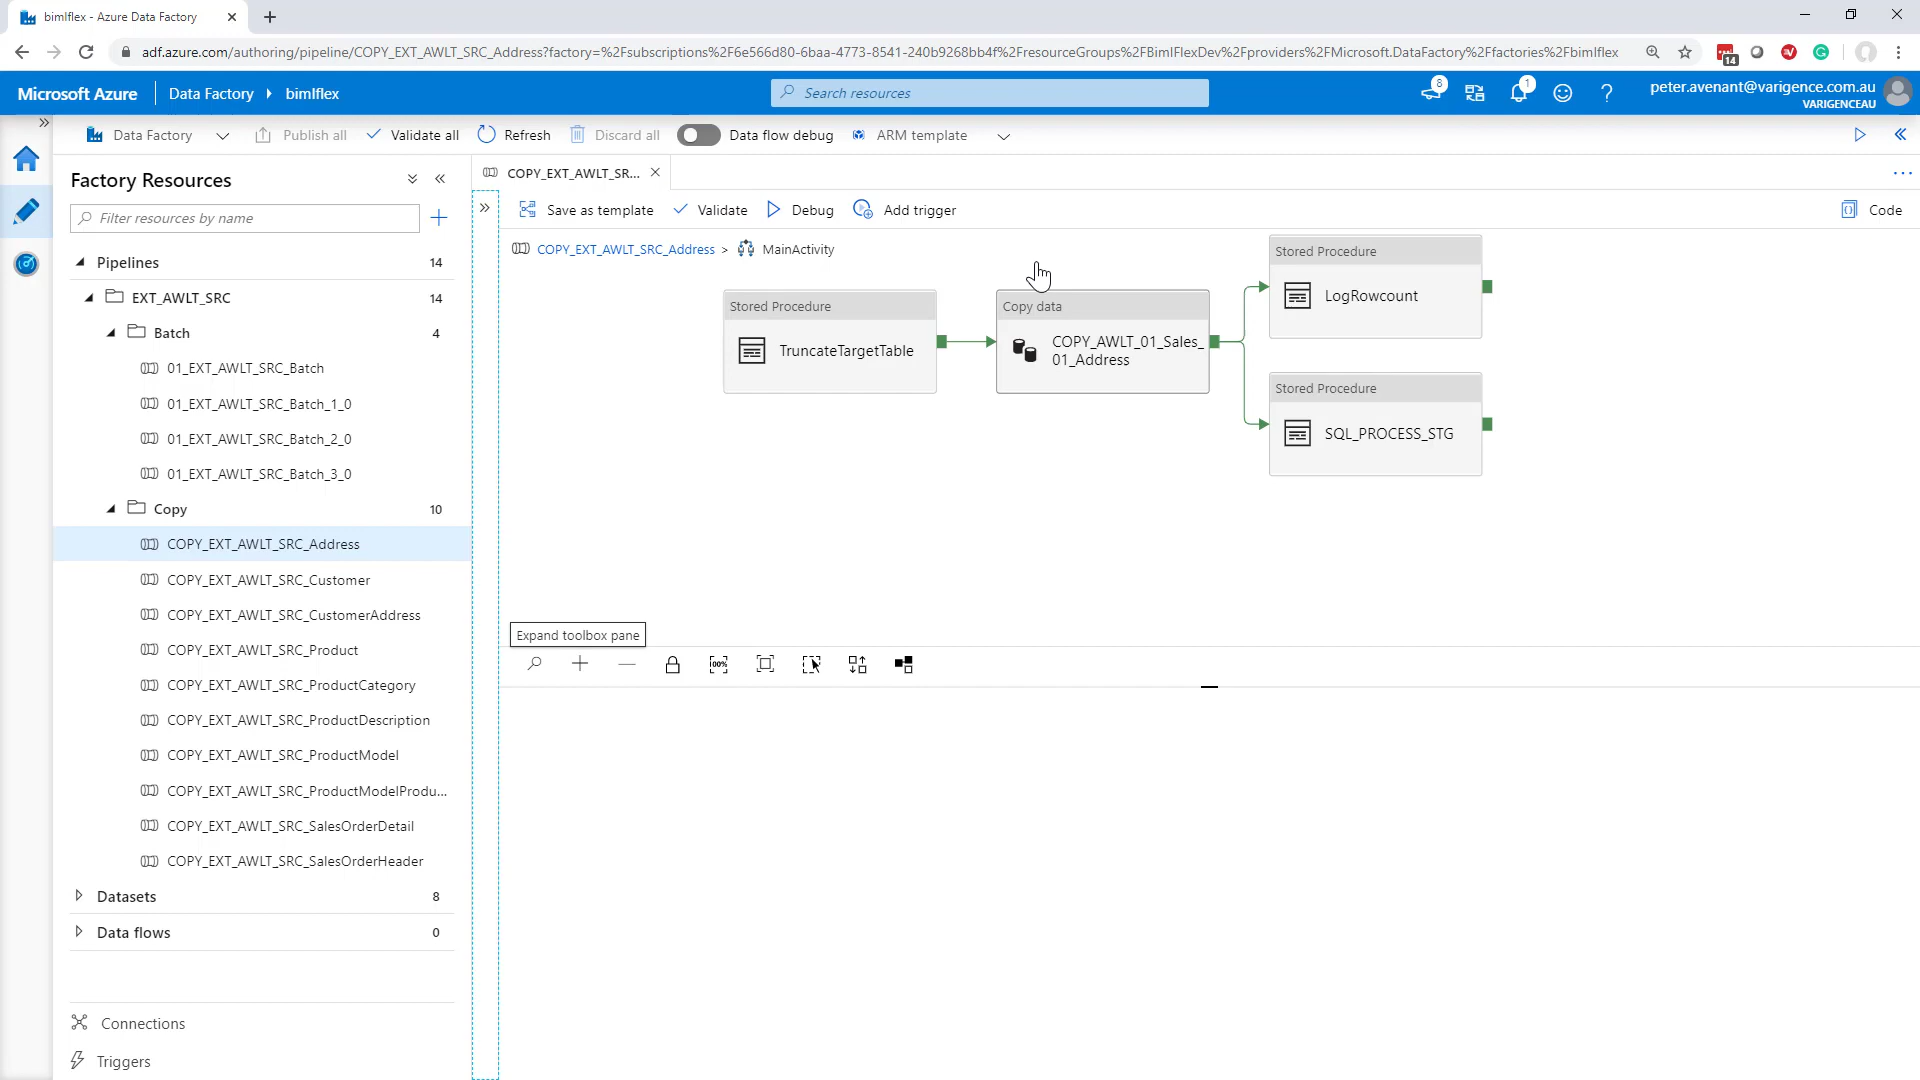 bimlflex - Azure Data Factory
adf.azure.com/authoring/pipeline/COPY_EXT_AWLT_SRC_Address?factory=%2Fsubscriptions%2F6e566d80-6baa-4773-8541-240b9268bb4f%2FresourceGroups%2FBimlFlexDev%2Fproviders%2FMicrosoft.DataFactory%2Ffactories%2Fbimlflex
14
Microsoft Azure
Data Factory
bimlflex
Search resources
8
1
?
peter.avenant@varigence.com.au
VARIGENCEAU
Data Factory
Publish all
Validate all
Refresh
Discard all
Data flow debug
ARM template
Factory Resources
Filter resources by name
Pipelines 14
EXT_AWLT_SRC 14
Batch 4
01_EXT_AWLT_SRC_Batch
01_EXT_AWLT_SRC_Batch_1_0
01_EXT_AWLT_SRC_Batch_2_0
01_EXT_AWLT_SRC_Batch_3_0
Copy 10
COPY_EXT_AWLT_SRC_Address
COPY_EXT_AWLT_SRC_Customer
COPY_EXT_AWLT_SRC_CustomerAddress
COPY_EXT_AWLT_SRC_Product
COPY_EXT_AWLT_SRC_ProductCategory
COPY_EXT_AWLT_SRC_ProductDescription
COPY_EXT_AWLT_SRC_ProductModel
COPY_EXT_AWLT_SRC_ProductModelProdu...
COPY_EXT_AWLT_SRC_SalesOrderDetail
COPY_EXT_AWLT_SRC_SalesOrderHeader
Datasets 8
Data flows 0
Connections
Triggers
COPY_EXT_AWLT_SR...
Save as template
Validate
Debug
Add trigger
Code
COPY_EXT_AWLT_SRC_Address > MainActivity
Stored Procedure
TruncateTargetTable
Copy data
COPY_AWLT_01_Sales_
01_Address
Stored Procedure
LogRowcount
Stored Procedure
SQL_PROCESS_STG
Expand toolbox pane
100%